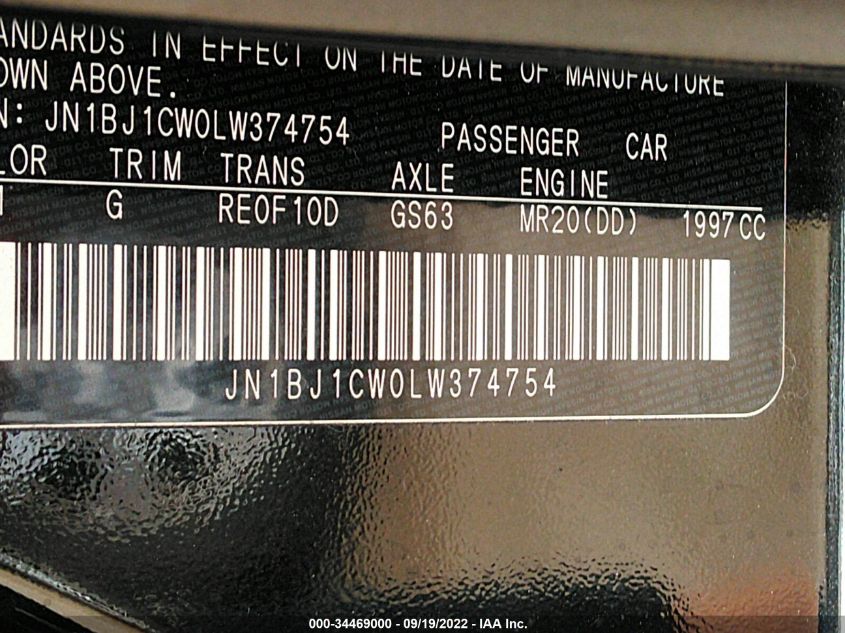 ANDARDS IN EFFECT ON THE DATE OF MANUFACTURE
OWN ABOVE.
N: JN1BJ1CW0LW374754 PASSENGER CAR
LOR TRIM TRANS AXLE ENGINE
G RE0F10D GS63 MR20(DD) 1997CC
JN1BJ1CW0LW374754
000-34469000 - 09/19/2022 - IAA Inc.